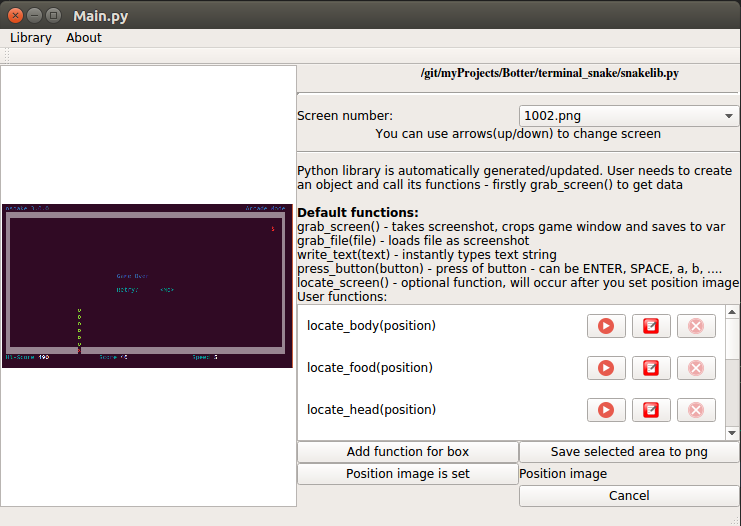 Main.py
Library About
/git/myProjects/Botter/terminal_snake/snakelib.py
Screen number: 1002.png
You can use arrows(up/down) to change screen
Python library is automatically generated/updated. User needs to create
an object and call its functions - firstly grab_screen() to get data
Default functions:
grab_screen() - takes screenshot, crops game window and saves to var
grab_file(file) - loads file as screenshot
write_text(text) - instantly types text string
press_button(button) - press of button - can be ENTER, SPACE, a, b, ....
locate_screen() - optional function, will occur after you set position image
User functions:
locate_body(position)
locate_food(position)
locate_head(position)
Add function for box Save selected area to png
Position image is set Position image
Cancel
Arcade Mode
Game Over
Retry?
Hi-Score 190 Score Speed 5